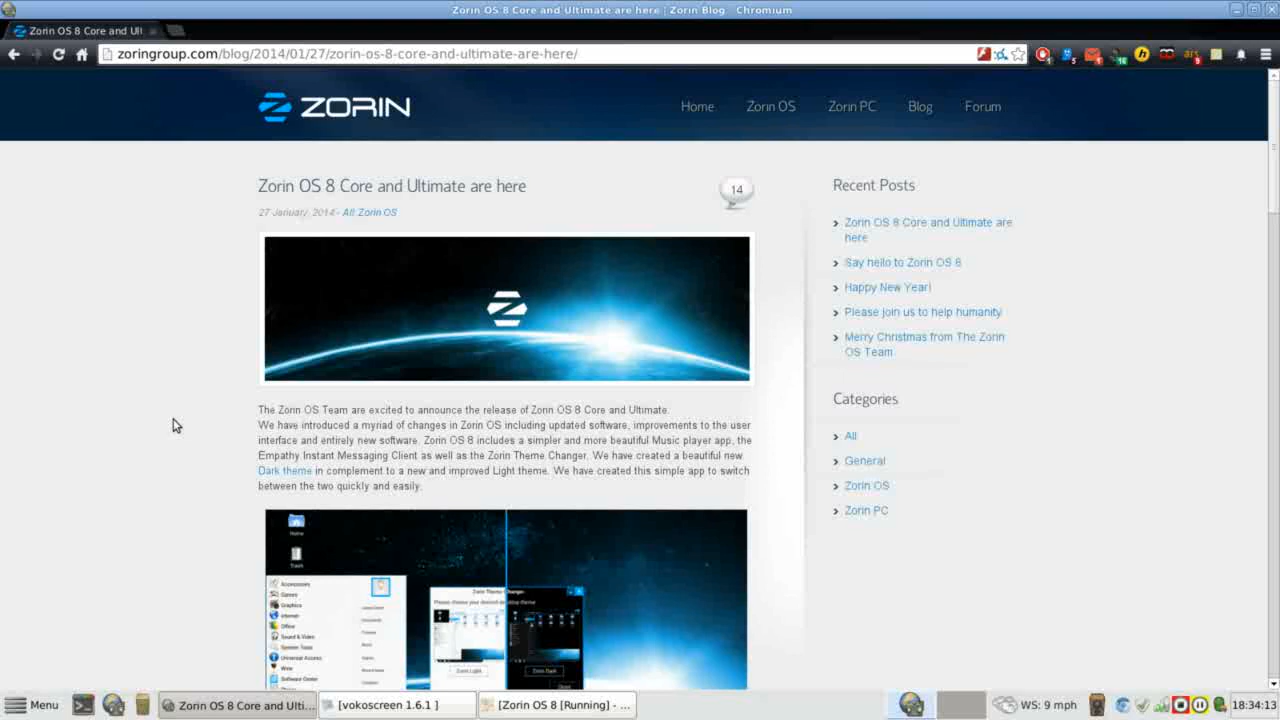 Zorin OS 8 Core and Ultimate are here | Zorin Blog - Chromium
Zorin OS 8 Core and Ulti
zoringroup.com/blog/2014/01/27/zorin-os-8-core-and-ultimate-are-here/
ZORIN
Home Zorin OS Zorin PC Blog Forum
Zorin OS 8 Core and Ultimate are here
14
27 January, 2014 - All, Zorin OS
The Zorin OS Team are excited to announce the release of Zorin OS 8 Core and Ultimate.
We have introduced a myriad of changes in Zorin OS including updated software, improvements to the user
interface and entirely new software. Zorin OS 8 includes a simpler and more beautiful Music player app, the
Empathy Instant Messaging Client as well as the Zorin Theme Changer. We have created a beautiful new
Dark theme in complement to a new and improved Light theme. We have created this simple app to switch
between the two quickly and easily.
Home
Trash
Accessories
Games
Graphics
Internet
Office
Sound & Video
System Tools
Universal Access
Wine
Software Center
Zorin Theme Changer
Please choose your desired desktop theme
Zorin Light
Zorin Dark
Close
Recent Posts
Zorin OS 8 Core and Ultimate are
here
Say hello to Zorin OS 8
Happy New Year!
Please join us to help humanity
Merry Christmas from The Zorin
OS Team
Categories
All
General
Zorin OS
Zorin PC
Menu
Zorin OS 8 Core and Ulti...
[vokoscreen 1.6.1 ]
[Zorin OS 8 [Running] - ...
WS: 9 mph
18:34:13